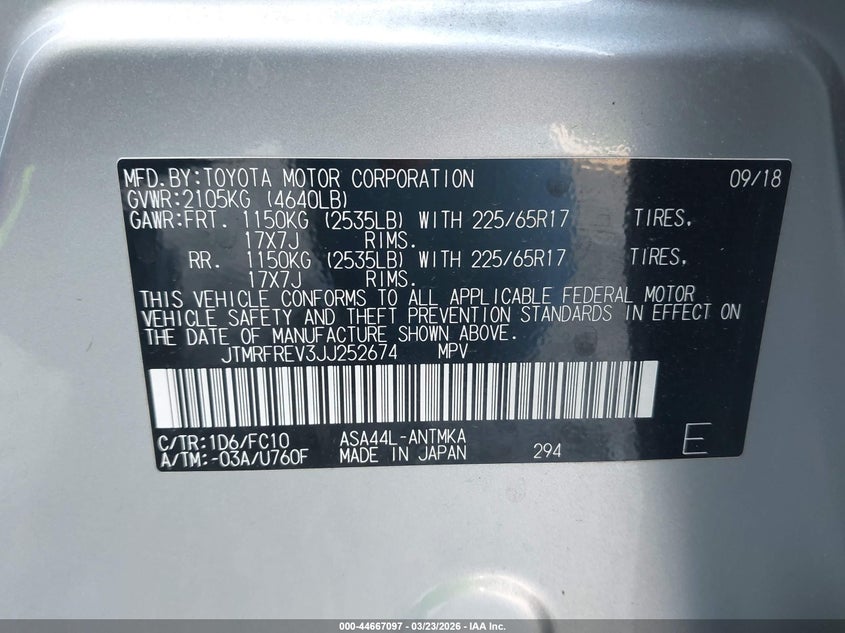 MFD.BY:TOYOTA MOTOR CORPORATION 09/18
GVWR:2105KG (4640LB)
GAWR:FRT. 1150KG (2535LB) WITH 225/65R17 TIRES,
17X7J RIMS.
RR. 1150KG (2535LB) WITH 225/65R17 TIRES,
17X7J RIMS.
THIS VEHICLE CONFORMS TO ALL APPLICABLE FEDERAL MOTOR
VEHICLE SAFETY AND THEFT PREVENTION STANDARDS IN EFFECT ON
THE DATE OF MANUFACTURE SHOWN ABOVE.
JTMRFREV3JJ252674 MPV
C/TR:1D6/FC10 ASA44L-ANTMKA
A/TM:-03A/U760F MADE IN JAPAN 294 E
000-44667097 - 03/23/2026 - IAA Inc.